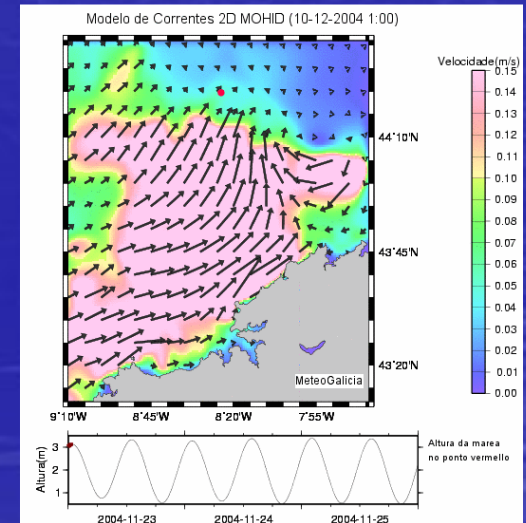 Modelo de Correntes 2D MOHID (10-12-2004 1:00)
Velocidade(m/s)
0.15
0.14
0.13
0.12
0.11
0.10
0.09
0.08
0.07
0.06
0.05
0.04
0.03
0.02
0.01
0.00
44°10'N
43°45'N
43°20'N
MeteoGalicia
9°10'W 8°45'W 8°20'W 7°55'W
Altura(m)
3
2
1
Altura da marea
no ponto vermello
2004-11-23 2004-11-24 2004-11-25